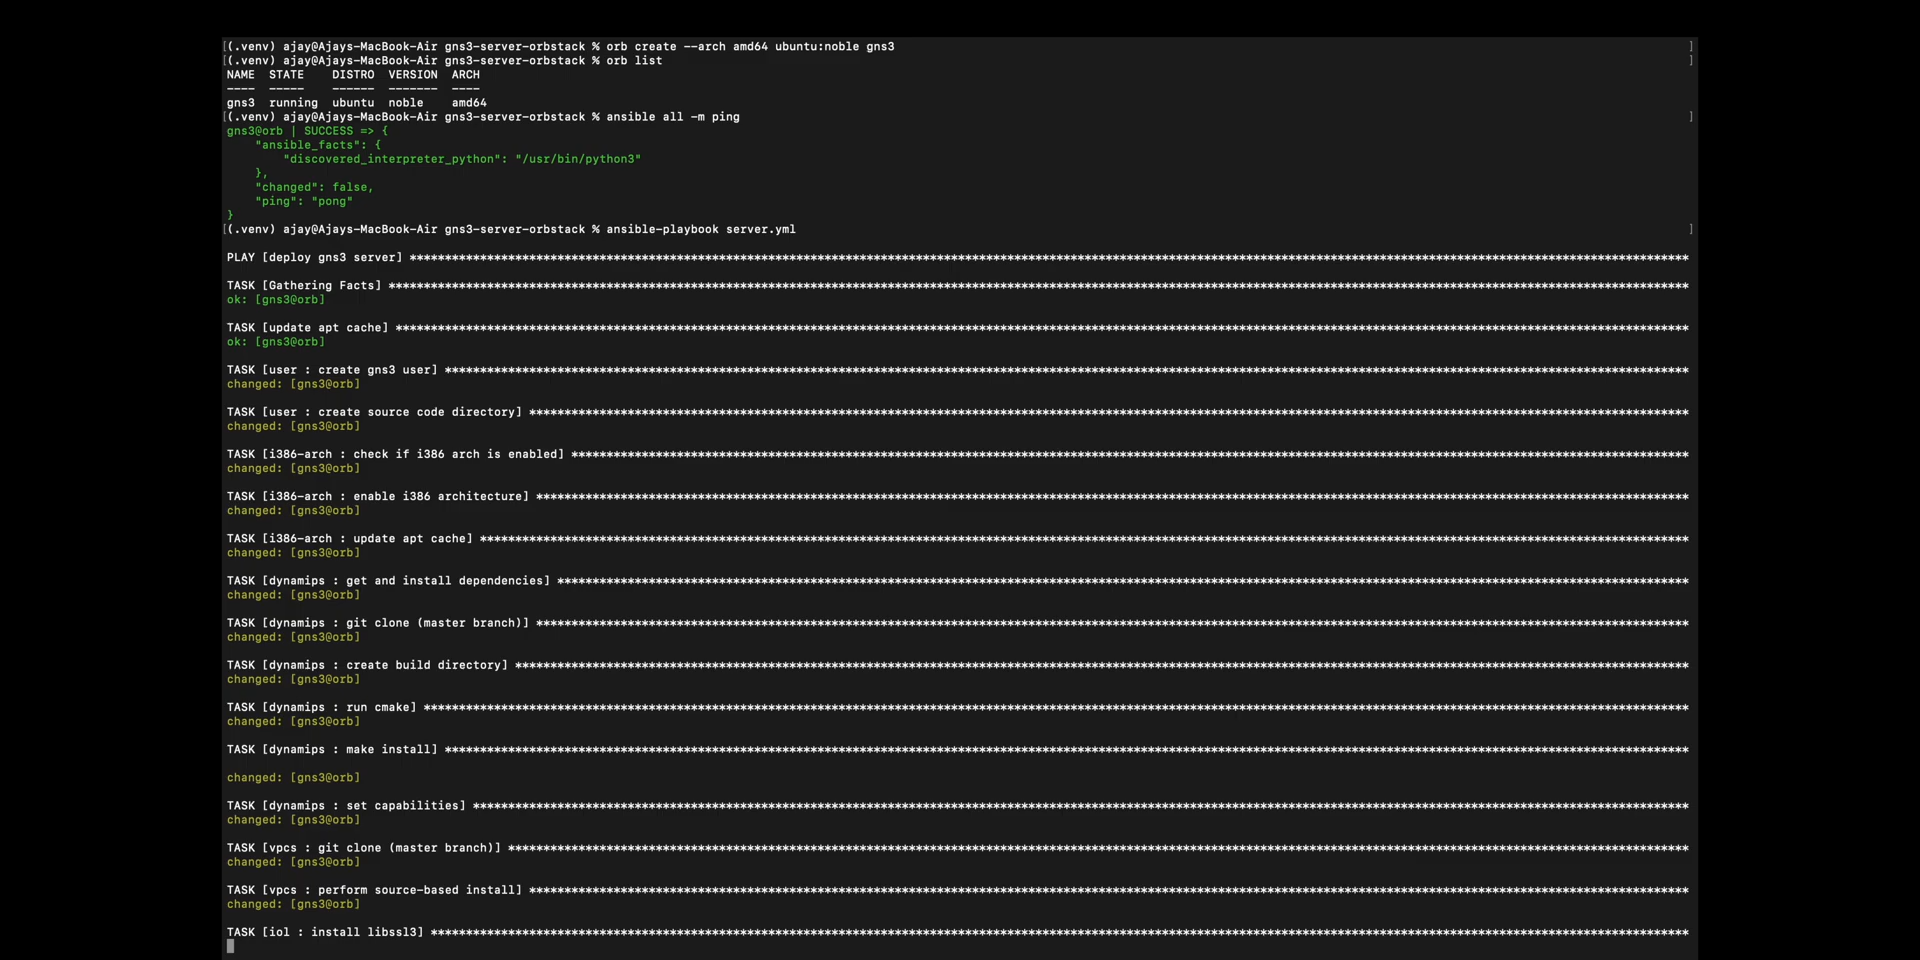 [(.venv) ajay@Ajays-MacBook-Air gns3-server-orbstack % orb create --arch amd64 ubuntu:noble gns3 ]
[(.venv) ajay@Ajays-MacBook-Air gns3-server-orbstack % orb list ]
NAME STATE DISTRO VERSION ARCH
---- ----- ------ ------- ----
gns3 running ubuntu noble amd64
[(.venv) ajay@Ajays-MacBook-Air gns3-server-orbstack % ansible all -m ping ]
gns3@orb | SUCCESS => {
"ansible_facts": {
"discovered_interpreter_python": "/usr/bin/python3"
},
"changed": false,
"ping": "pong"
}
[(.venv) ajay@Ajays-MacBook-Air gns3-server-orbstack % ansible-playbook server.yml ]
PLAY [deploy gns3 server] ****************************************************************
TASK [Gathering Facts] ****************************************************************
ok: [gns3@orb]
TASK [update apt cache] ****************************************************************
ok: [gns3@orb]
TASK [user : create gns3 user] ****************************************************************
changed: [gns3@orb]
TASK [user : create source code directory] ****************************************************************
changed: [gns3@orb]
TASK [i386-arch : check if i386 arch is enabled] ****************************************************************
changed: [gns3@orb]
TASK [i386-arch : enable i386 architecture] ****************************************************************
changed: [gns3@orb]
TASK [i386-arch : update apt cache] ****************************************************************
changed: [gns3@orb]
TASK [dynamips : get and install dependencies] ****************************************************************
changed: [gns3@orb]
TASK [dynamips : git clone (master branch)] ****************************************************************
changed: [gns3@orb]
TASK [dynamips : create build directory] ****************************************************************
changed: [gns3@orb]
TASK [dynamips : run cmake] ****************************************************************
changed: [gns3@orb]
TASK [dynamips : make install] ****************************************************************
changed: [gns3@orb]
TASK [dynamips : set capabilities] ****************************************************************
changed: [gns3@orb]
TASK [vpcs : git clone (master branch)] ****************************************************************
changed: [gns3@orb]
TASK [vpcs : perform source-based install] ****************************************************************
changed: [gns3@orb]
TASK [iol : install libssl3] ****************************************************************